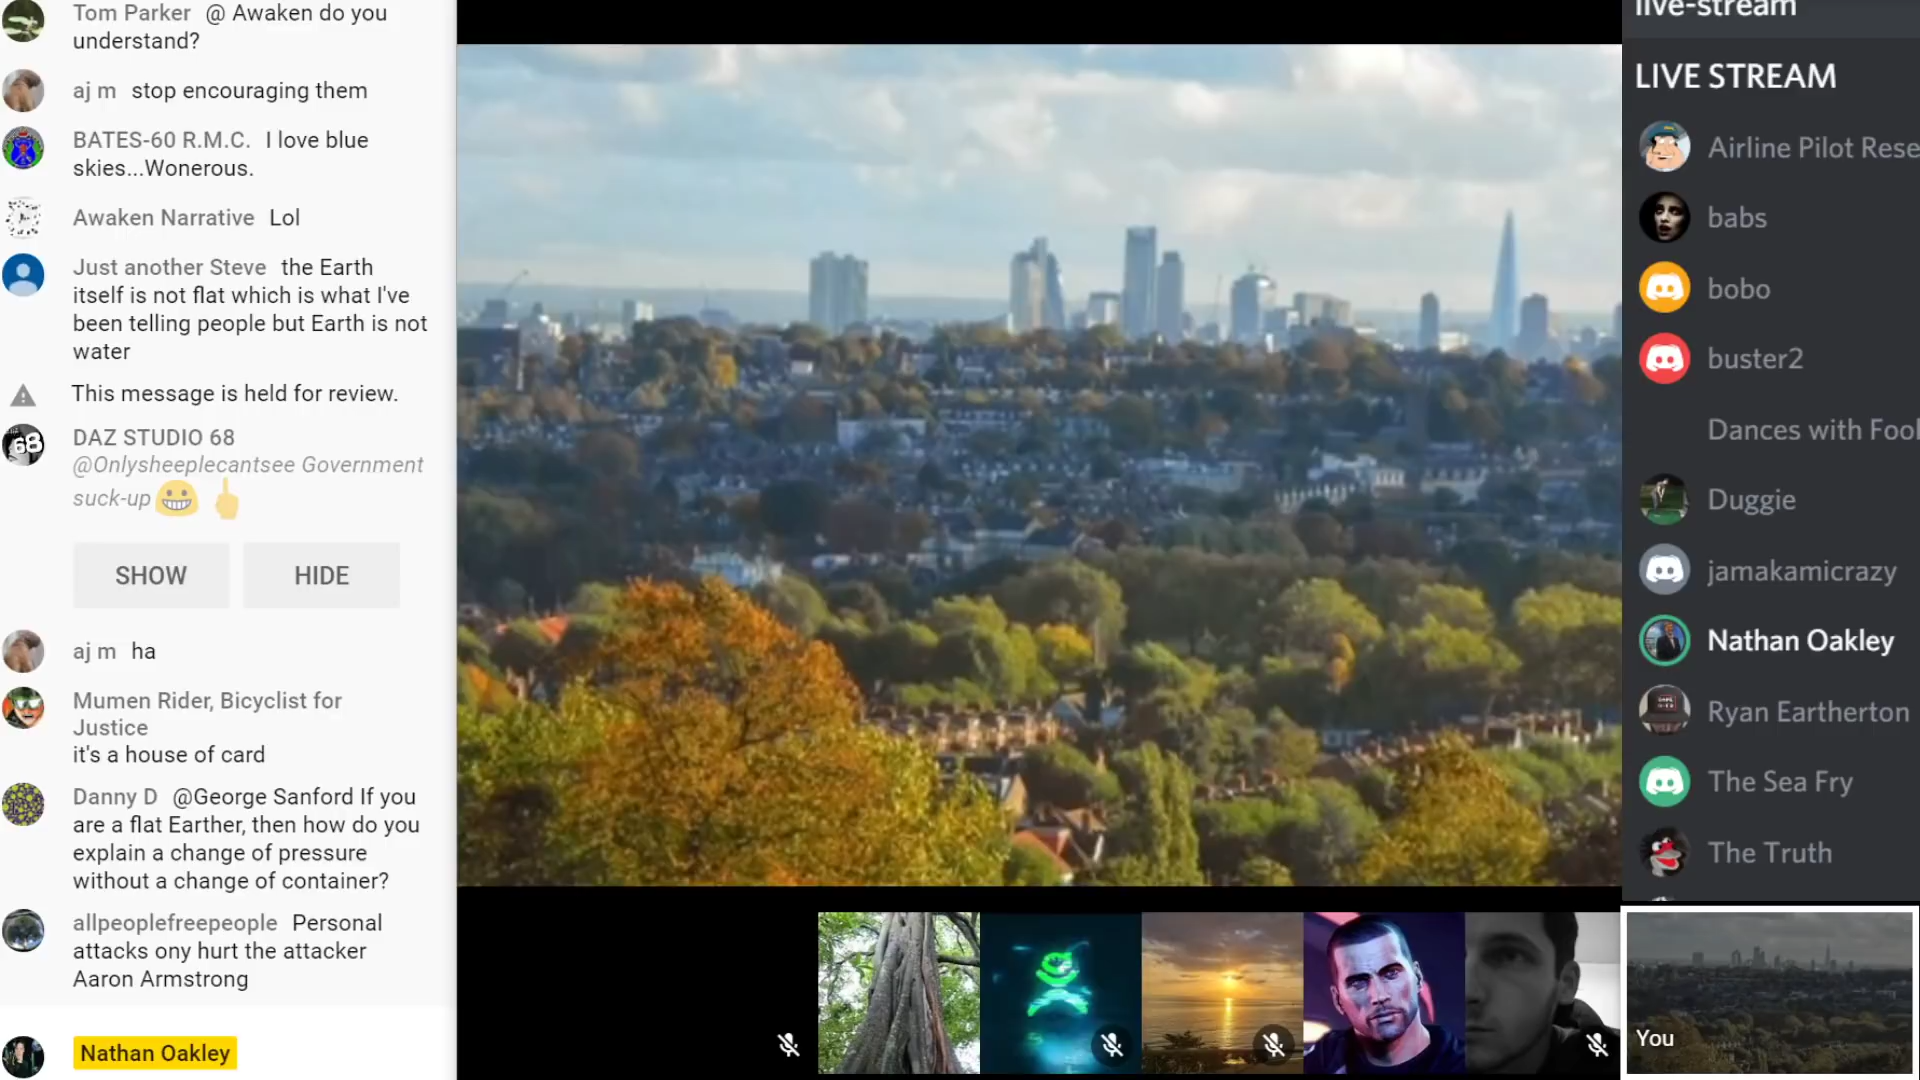 Tom Parker @ Awaken do you
understand?
aj m stop encouraging them
BATES-60 R.M.C. I love blue
skies...Wonerous.
Awaken Narrative Lol
Just another Steve the Earth
itself is not flat which is what I've
been telling people but Earth is not
water
This message is held for review.
DAZ STUDIO 68
@Onlysheeplecantsee Government
suck-up
SHOW HIDE
aj m ha
Mumen Rider, Bicyclist for
Justice
it's a house of card
Danny D @George Sanford If you
are a flat Earther, then how do you
explain a change of pressure
without a change of container?
allpeoplefreepeople Personal
attacks ony hurt the attacker
Aaron Armstrong
Nathan Oakley
live-stream
LIVE STREAM
Airline Pilot Rese
babs
bobo
buster2
Dances with Fool
Duggie
jamakamicrazy
Nathan Oakley
Ryan Eartherton
The Sea Fry
The Truth
You
68